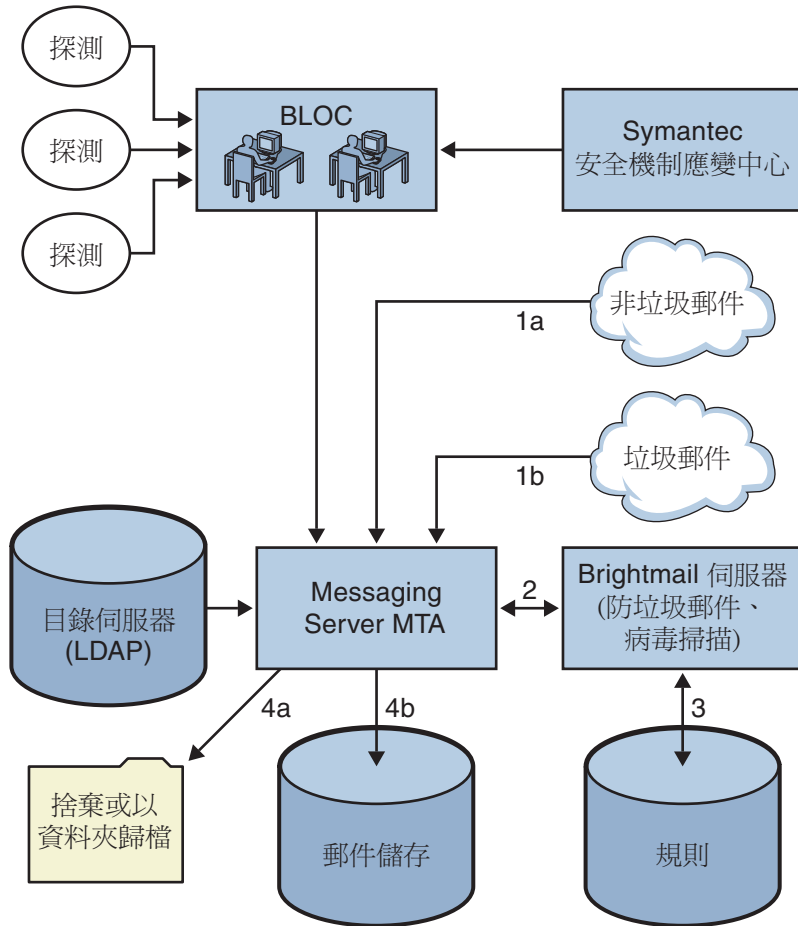 探測
探測
探測
BLOC
Symantec
安全機制應變中心
非垃圾郵件
1a
垃圾郵件
1b
目錄伺服器
(LDAP)
Messaging
Server MTA
2
Brightmail 伺服器
(防垃圾郵件、
病毒掃描)
4a
4b
3
捨棄或以
資料夾歸檔
郵件儲存
規則